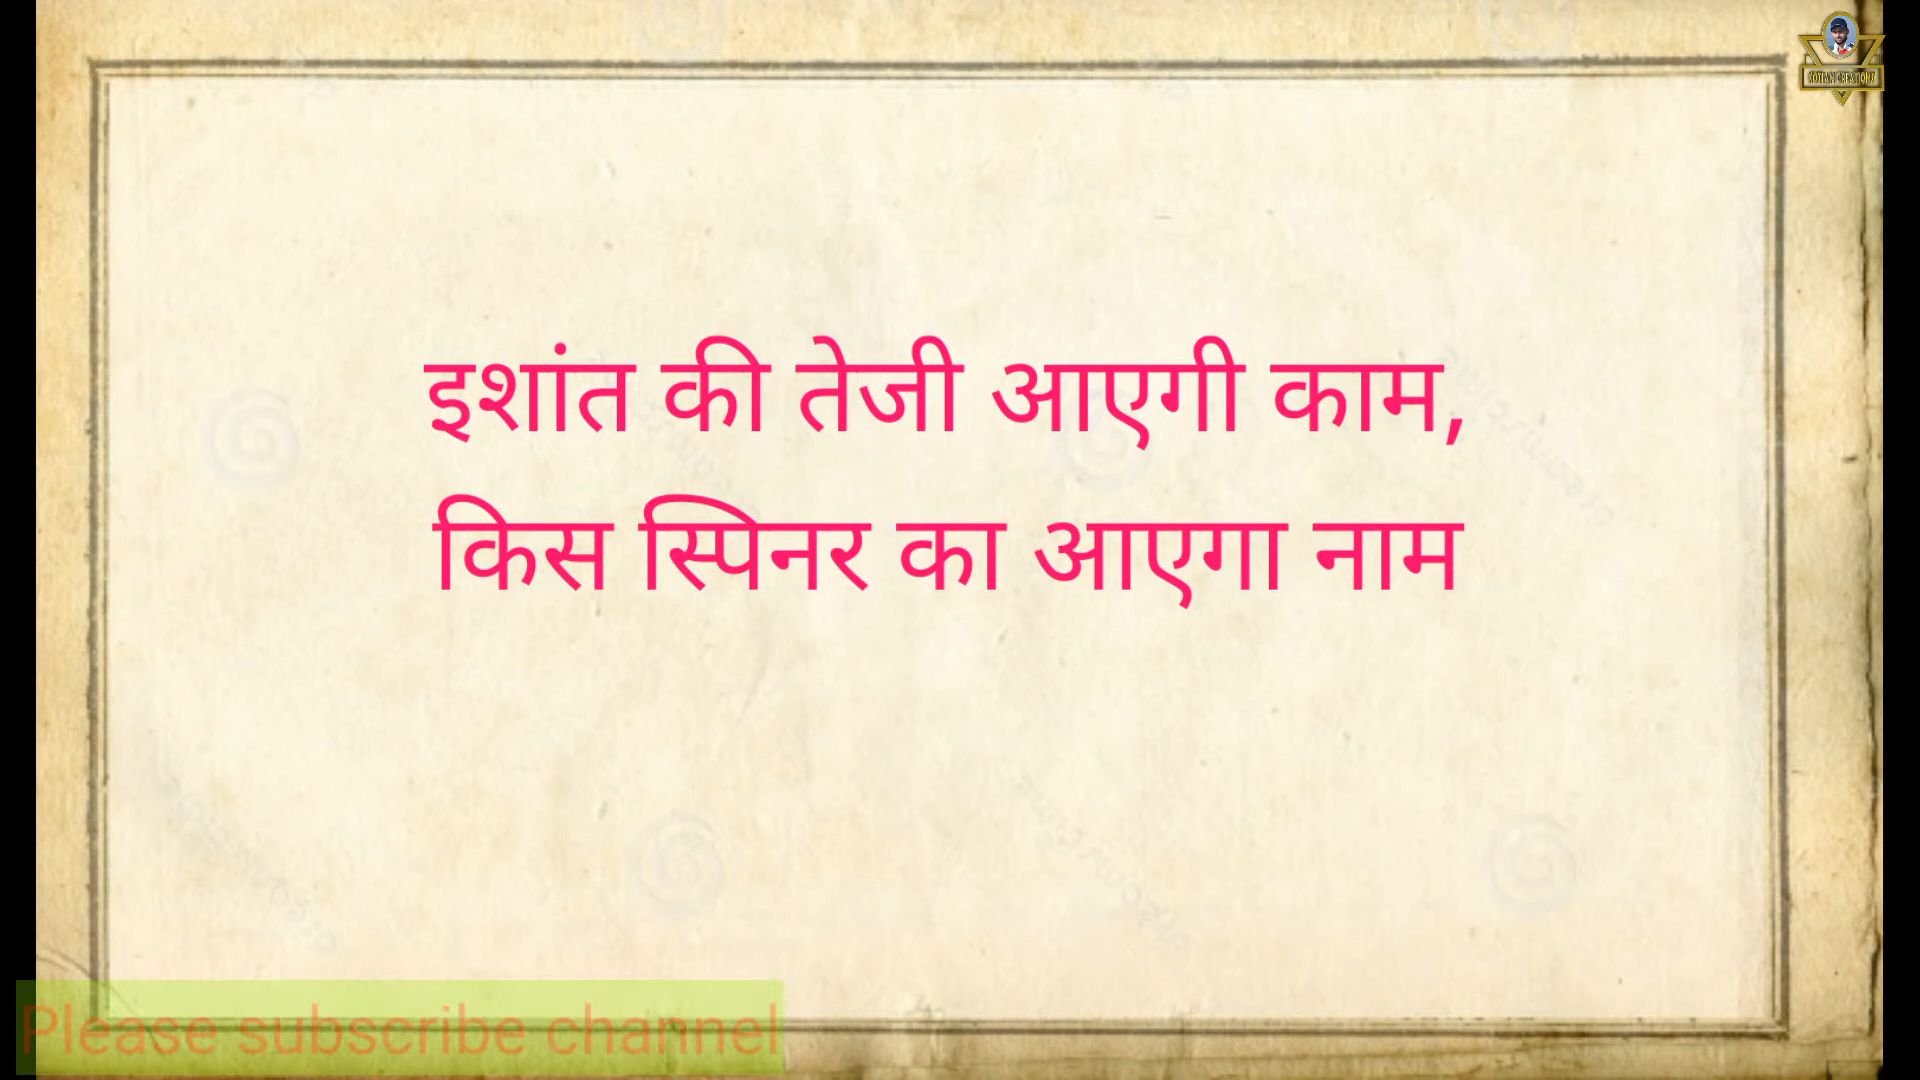 इशांत की तेजी आएगी काम,
किस स्पिनर का आएगा नाम
Please subscribe channel